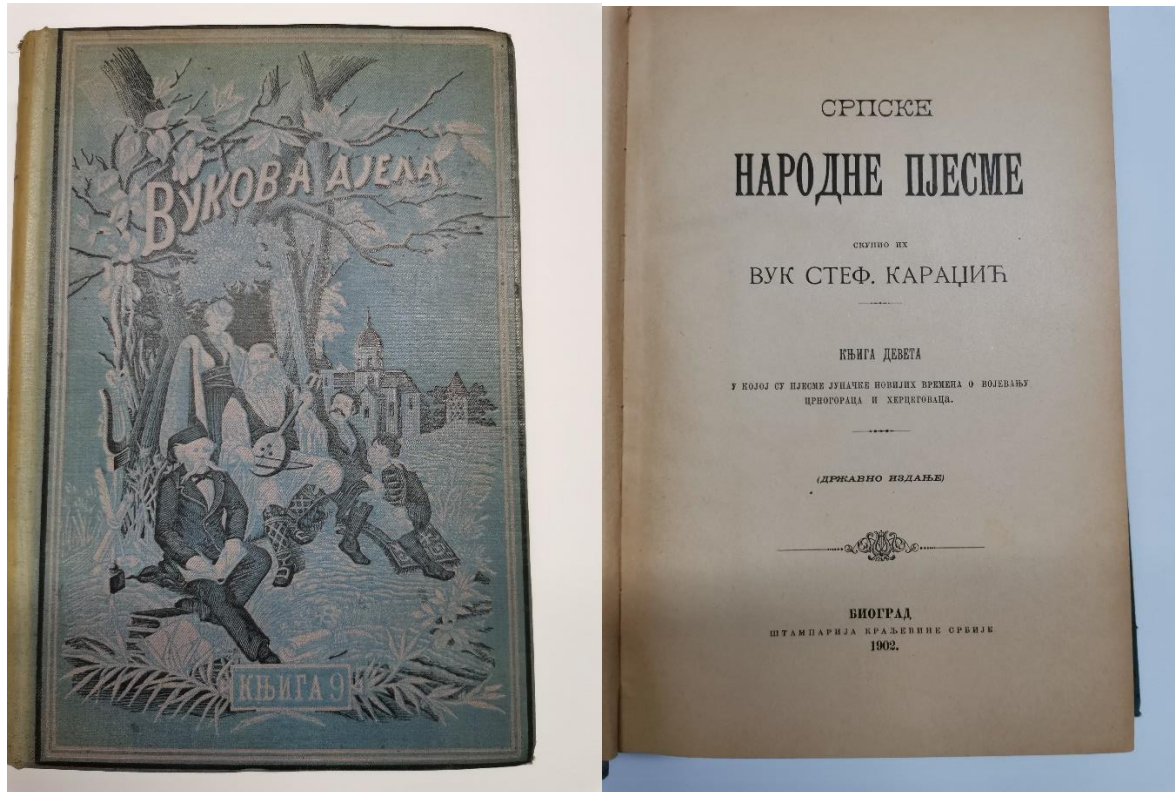 ВУКОВА ДЈЕЛА
КЊИГА 9
СРПСКЕ
НАРОДНЕ ПЈЕСМЕ
СКУПИО ИХ
ВУК СТЕФ. КАРАЏИЋ
КЊИГА ДЕВЕТА
У КОЈОЈ СУ ПЈЕСМЕ ЈУНАЧКЕ НОВИЈИХ ВРЕМЕНА О ВОЈЕВАЊУ
ЦРНОГОРАЦА И ХЕРЦЕГОВАЦА.
(ДРЖАВНО ИЗДАЊЕ)
БИОГРАД
ШТАМПАРИЈА КРАЉЕВИНЕ СРБИЈЕ
1902.